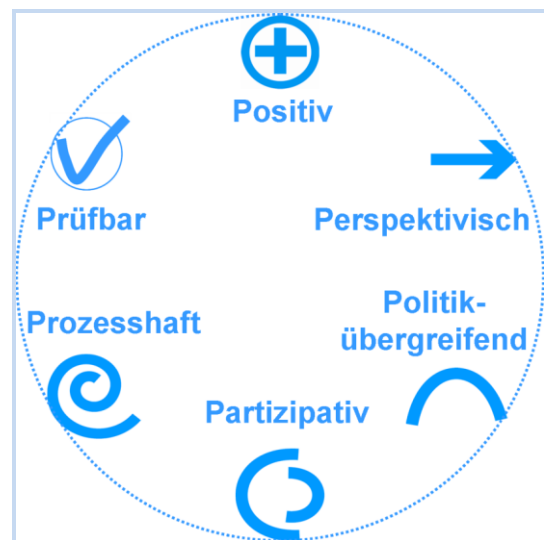 Positiv
Prüfbar
Perspektivisch
Prozesshaft
Politik-
übergreifend
Partizipativ